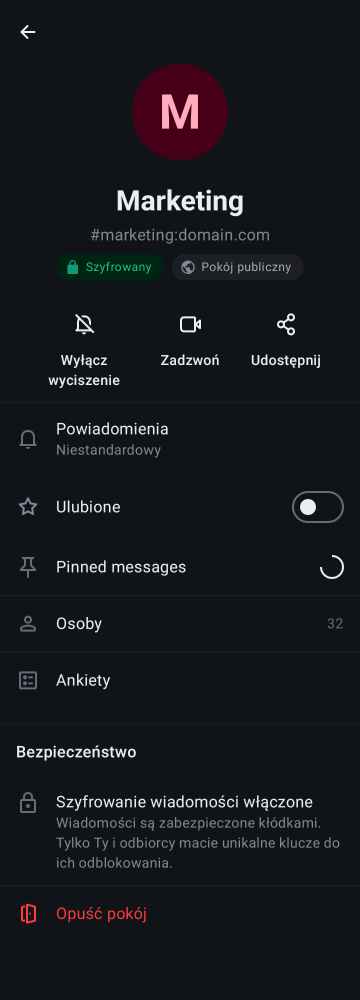 M
Marketing
#marketing:domain.com
Szyfrowany
Pokój publiczny
Wyłącz
wyciszenie
Zadzwoń
Udostępnij
Powiadomienia
Niestandardowy
Ulubione
Pinned messages
Osoby
32
Ankiety
Bezpieczeństwo
Szyfrowanie wiadomości włączone
Wiadomości są zabezpieczone kłódkami.
Tylko Ty i odbiorcy macie unikalne klucze do
ich odblokowania.
Opuść pokój